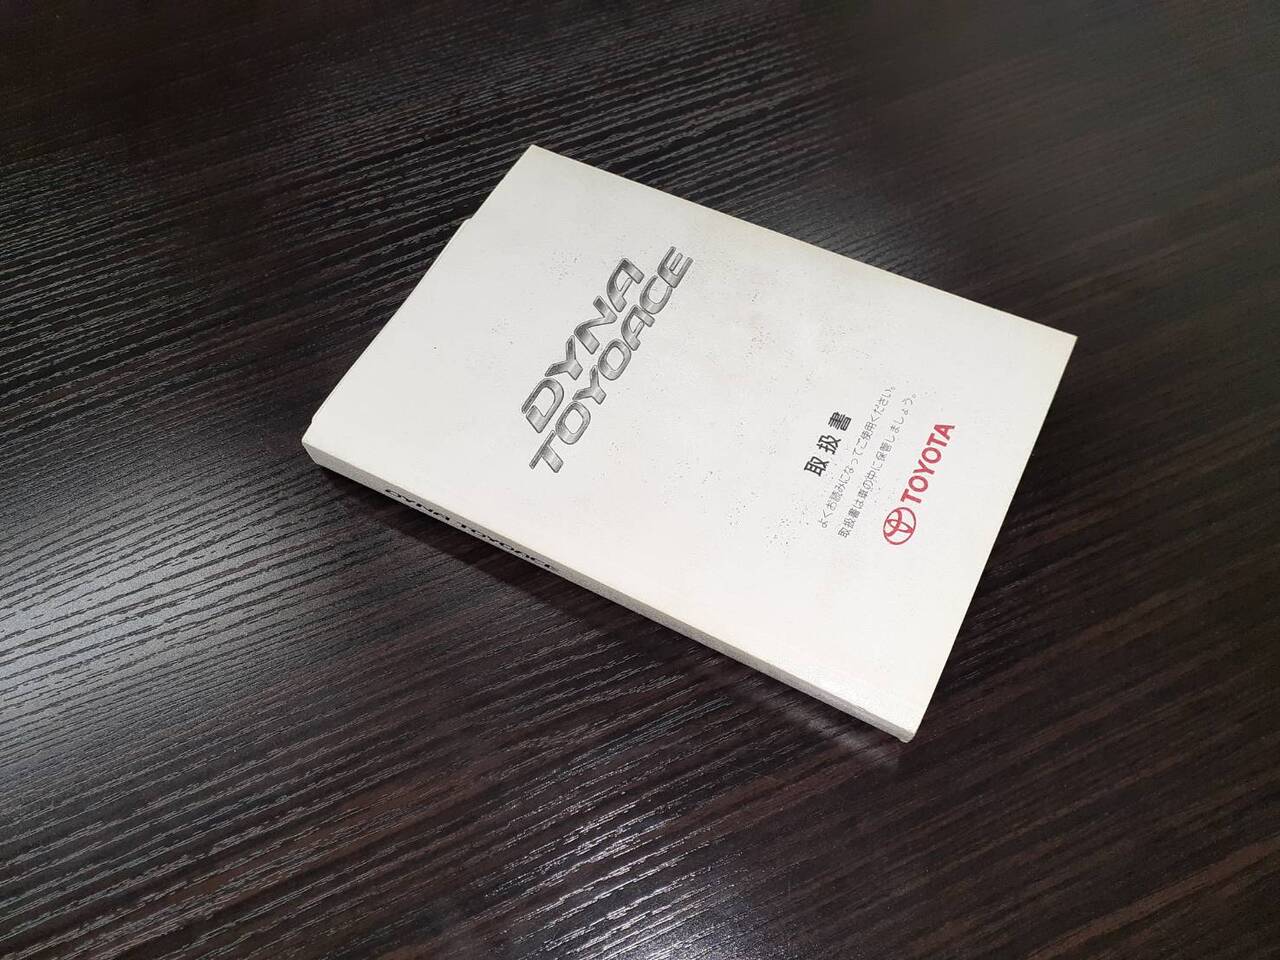 DYNA
TOYOACE
取扱書
よくお読みになってご使用ください。
取扱書は車の中に保管しましょう。
TOYOTA
DYNA TOYOACE